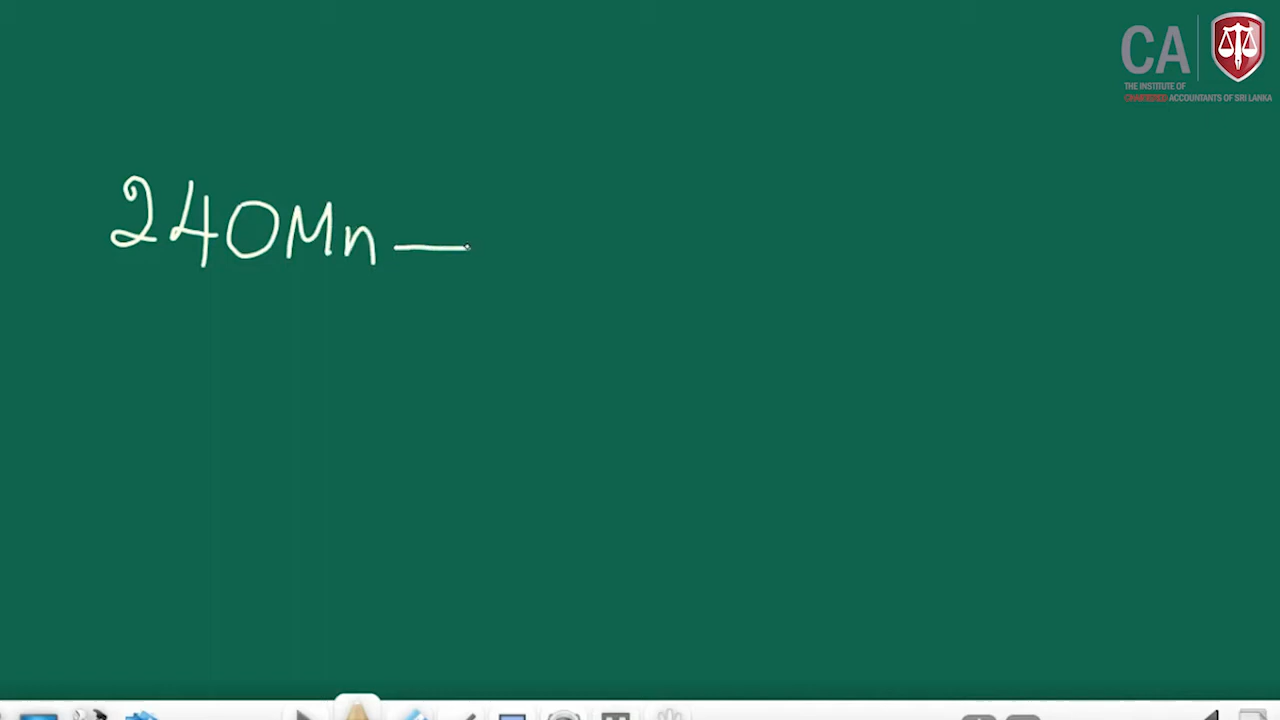 CA
THE INSTITUTE OF
CHARTERED ACCOUNTANTS OF SRI LANKA
240Mn —